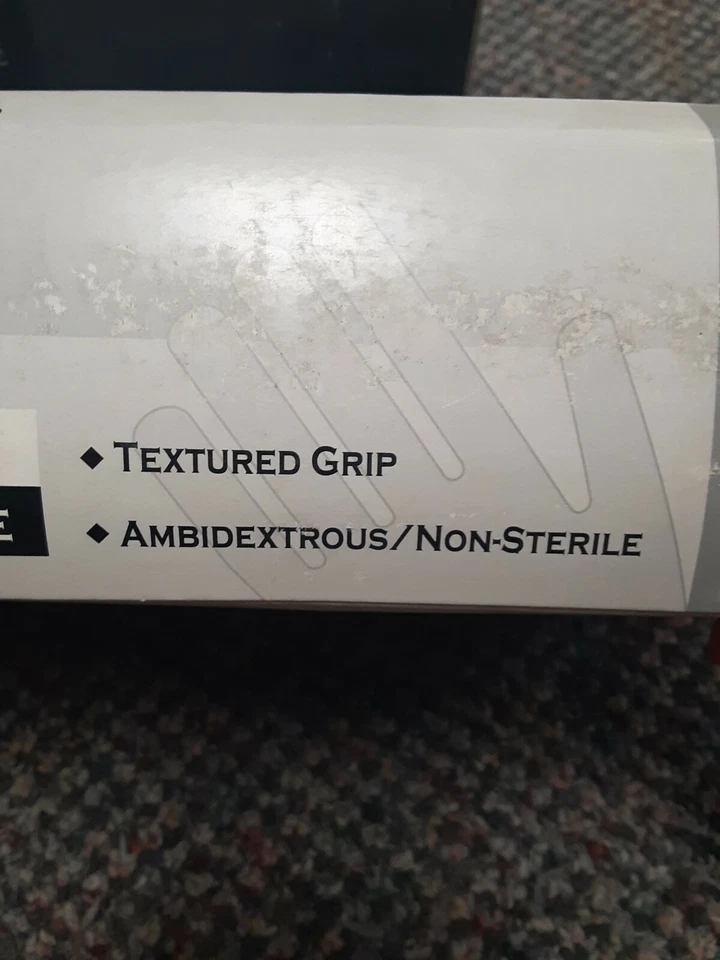 ◆ TEXTURED GRIP
E
◆ AMBIDEXTROUS/NON-STERILE